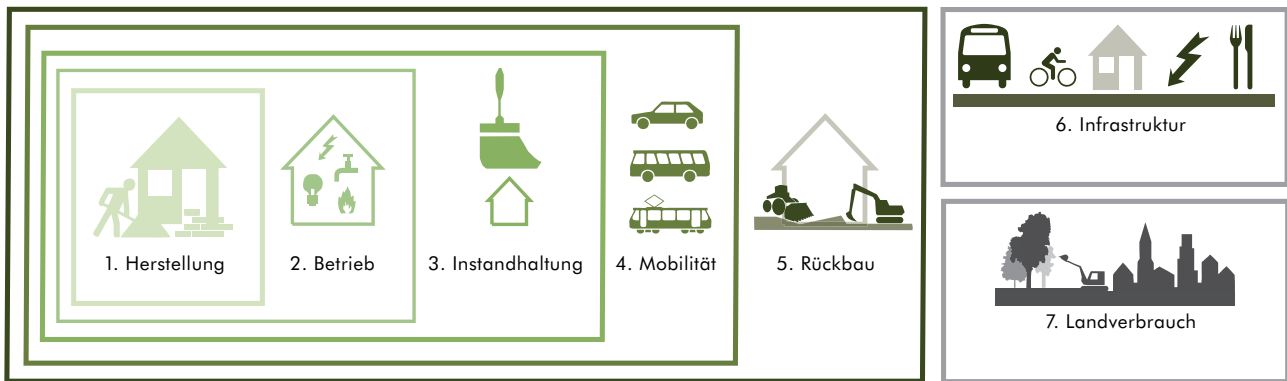 1. Herstellung
2. Betrieb
3. Instandhaltung
4. Mobilität
5. Rückbau
6. Infrastruktur
7. Landverbrauch